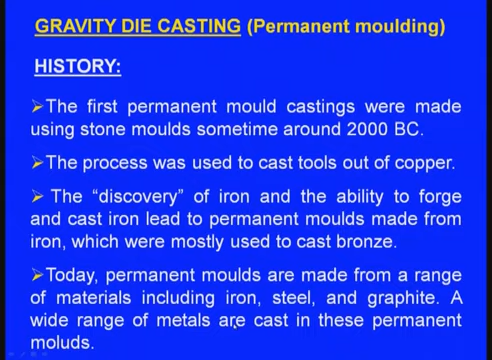 GRAVITY DIE CASTING (Permanent moulding)
HISTORY:
➢The first permanent mould castings were made
using stone moulds sometime around 2000 BC.
➢The process was used to cast tools out of copper.
➢ The “discovery” of iron and the ability to forge
and cast iron lead to permanent moulds made from
iron, which were mostly used to cast bronze.
➢Today, permanent moulds are made from a range
of materials including iron, steel, and graphite. A
wide range of metals are cast in these permanent
moluds.